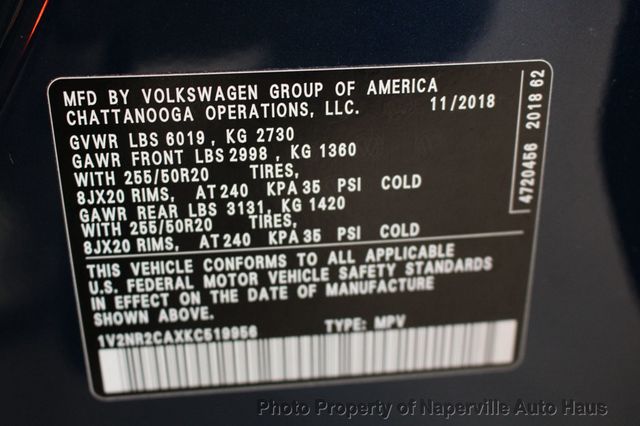 MFD BY VOLKSWAGEN GROUP OF AMERICA
CHATTANOOGA OPERATIONS, LLC. 11/2018
GVWR LBS 6019, KG 2730
GAWR FRONT LBS 2998, KG 1360
WITH 255/50R20 TIRES,
8JX20 RIMS, AT 240 KPA 35 PSI COLD
GAWR REAR LBS 3131, KG 1420
WITH 255/50R20 TIRES,
8JX20 RIMS, AT 240 KPA 35 PSI COLD
THIS VEHICLE CONFORMS TO ALL APPLICABLE
U.S. FEDERAL MOTOR VEHICLE SAFETY STANDARDS
IN EFFECT ON THE DATE OF MANUFACTURE
SHOWN ABOVE.
1V2NR2CAXKC519956 TYPE: MPV
4720456 2018 62
Photo Property of Naperville Auto Haus